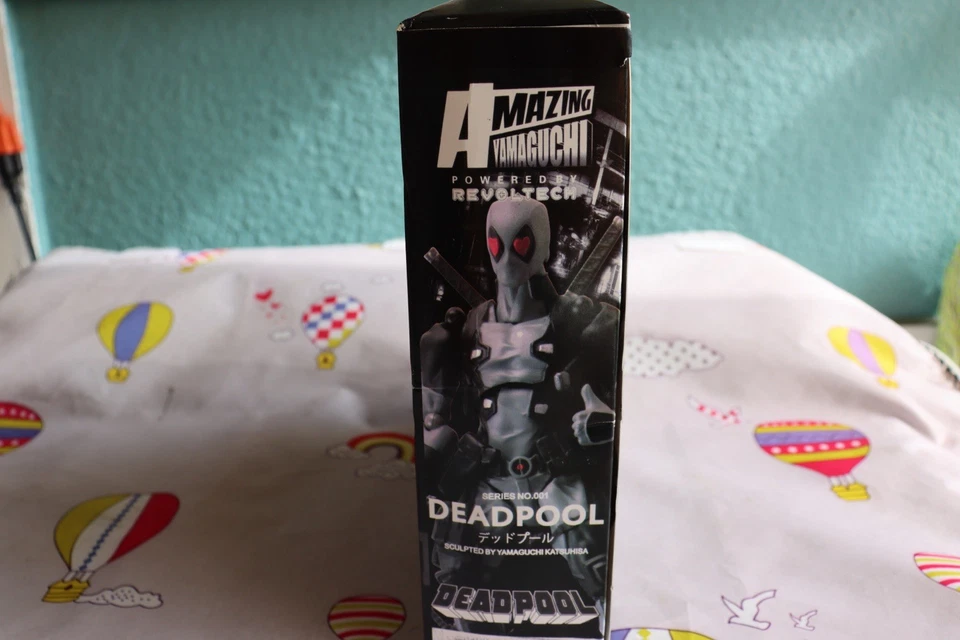 AMAZING
YAMAGUCHI
POWERED BY
REVOLTECH
SERIES NO.001
DEADPOOL
デッドプール
SCULPTED BY YAMAGUCHI KATSUHISA
DEADPOOL